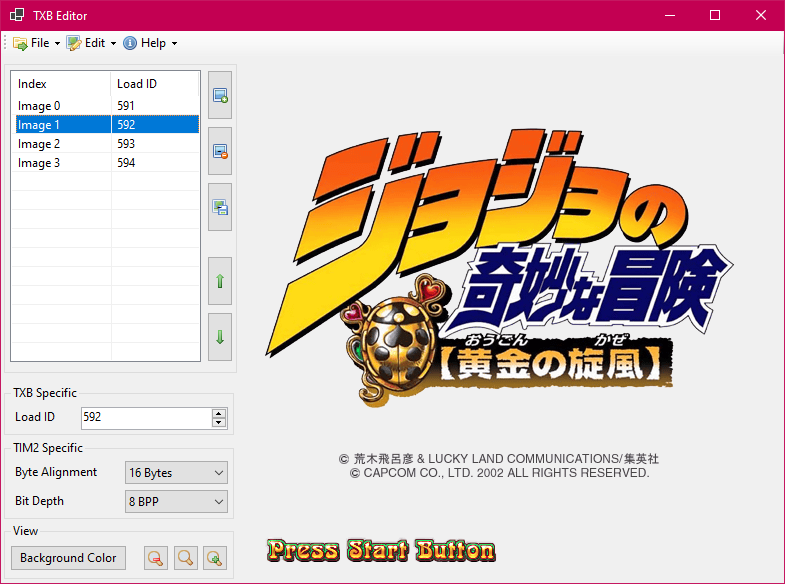 TXB Editor
File Edit Help
Index Load ID
Image 0 591
Image 1 592
Image 2 593
Image 3 594
TXB Specific
Load ID 592
TIM2 Specific
Byte Alignment 16 Bytes
Bit Depth 8 BPP
View
Background Color
ジョジョの
奇妙な冒険
おうごん かぜ
【黄金の旋風】
© 荒木飛呂彦 & LUCKY LAND COMMUNICATIONS/集英社
© CAPCOM CO., LTD. 2002 ALL RIGHTS RESERVED.
Press Start Button